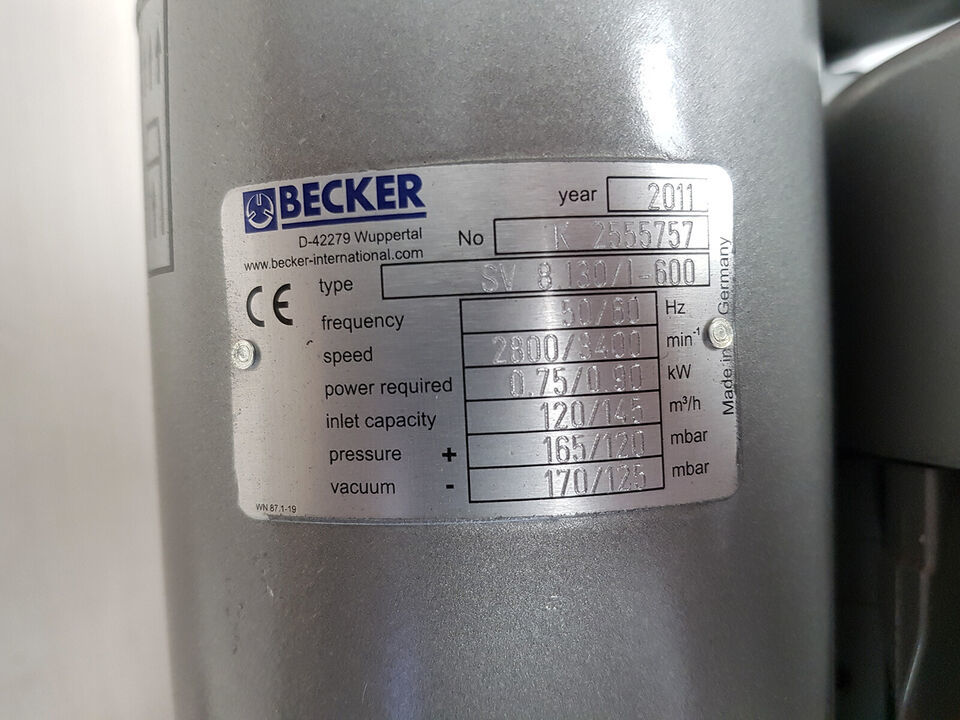 BECKER
D-42279 Wuppertal
www.becker-international.com
year 2011
No K 2555757
type SV 8.130/1-600
CE
frequency 50/60 Hz
speed 2800/3400 min-1
power required 0.75/0.90 kW
inlet capacity 120/145 m³/h
pressure + 165/120 mbar
vacuum - 170/125 mbar
WN 87.1-19
Made in Germany